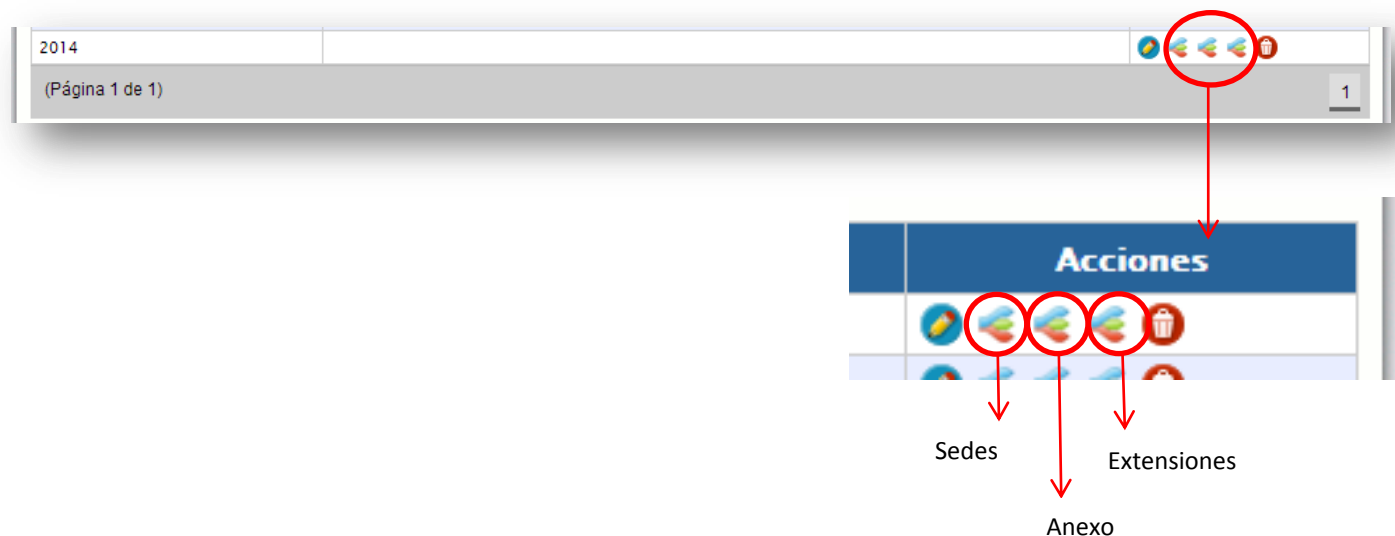 2014
(Página 1 de 1)
1
Acciones
Sedes
Extensiones
Anexo